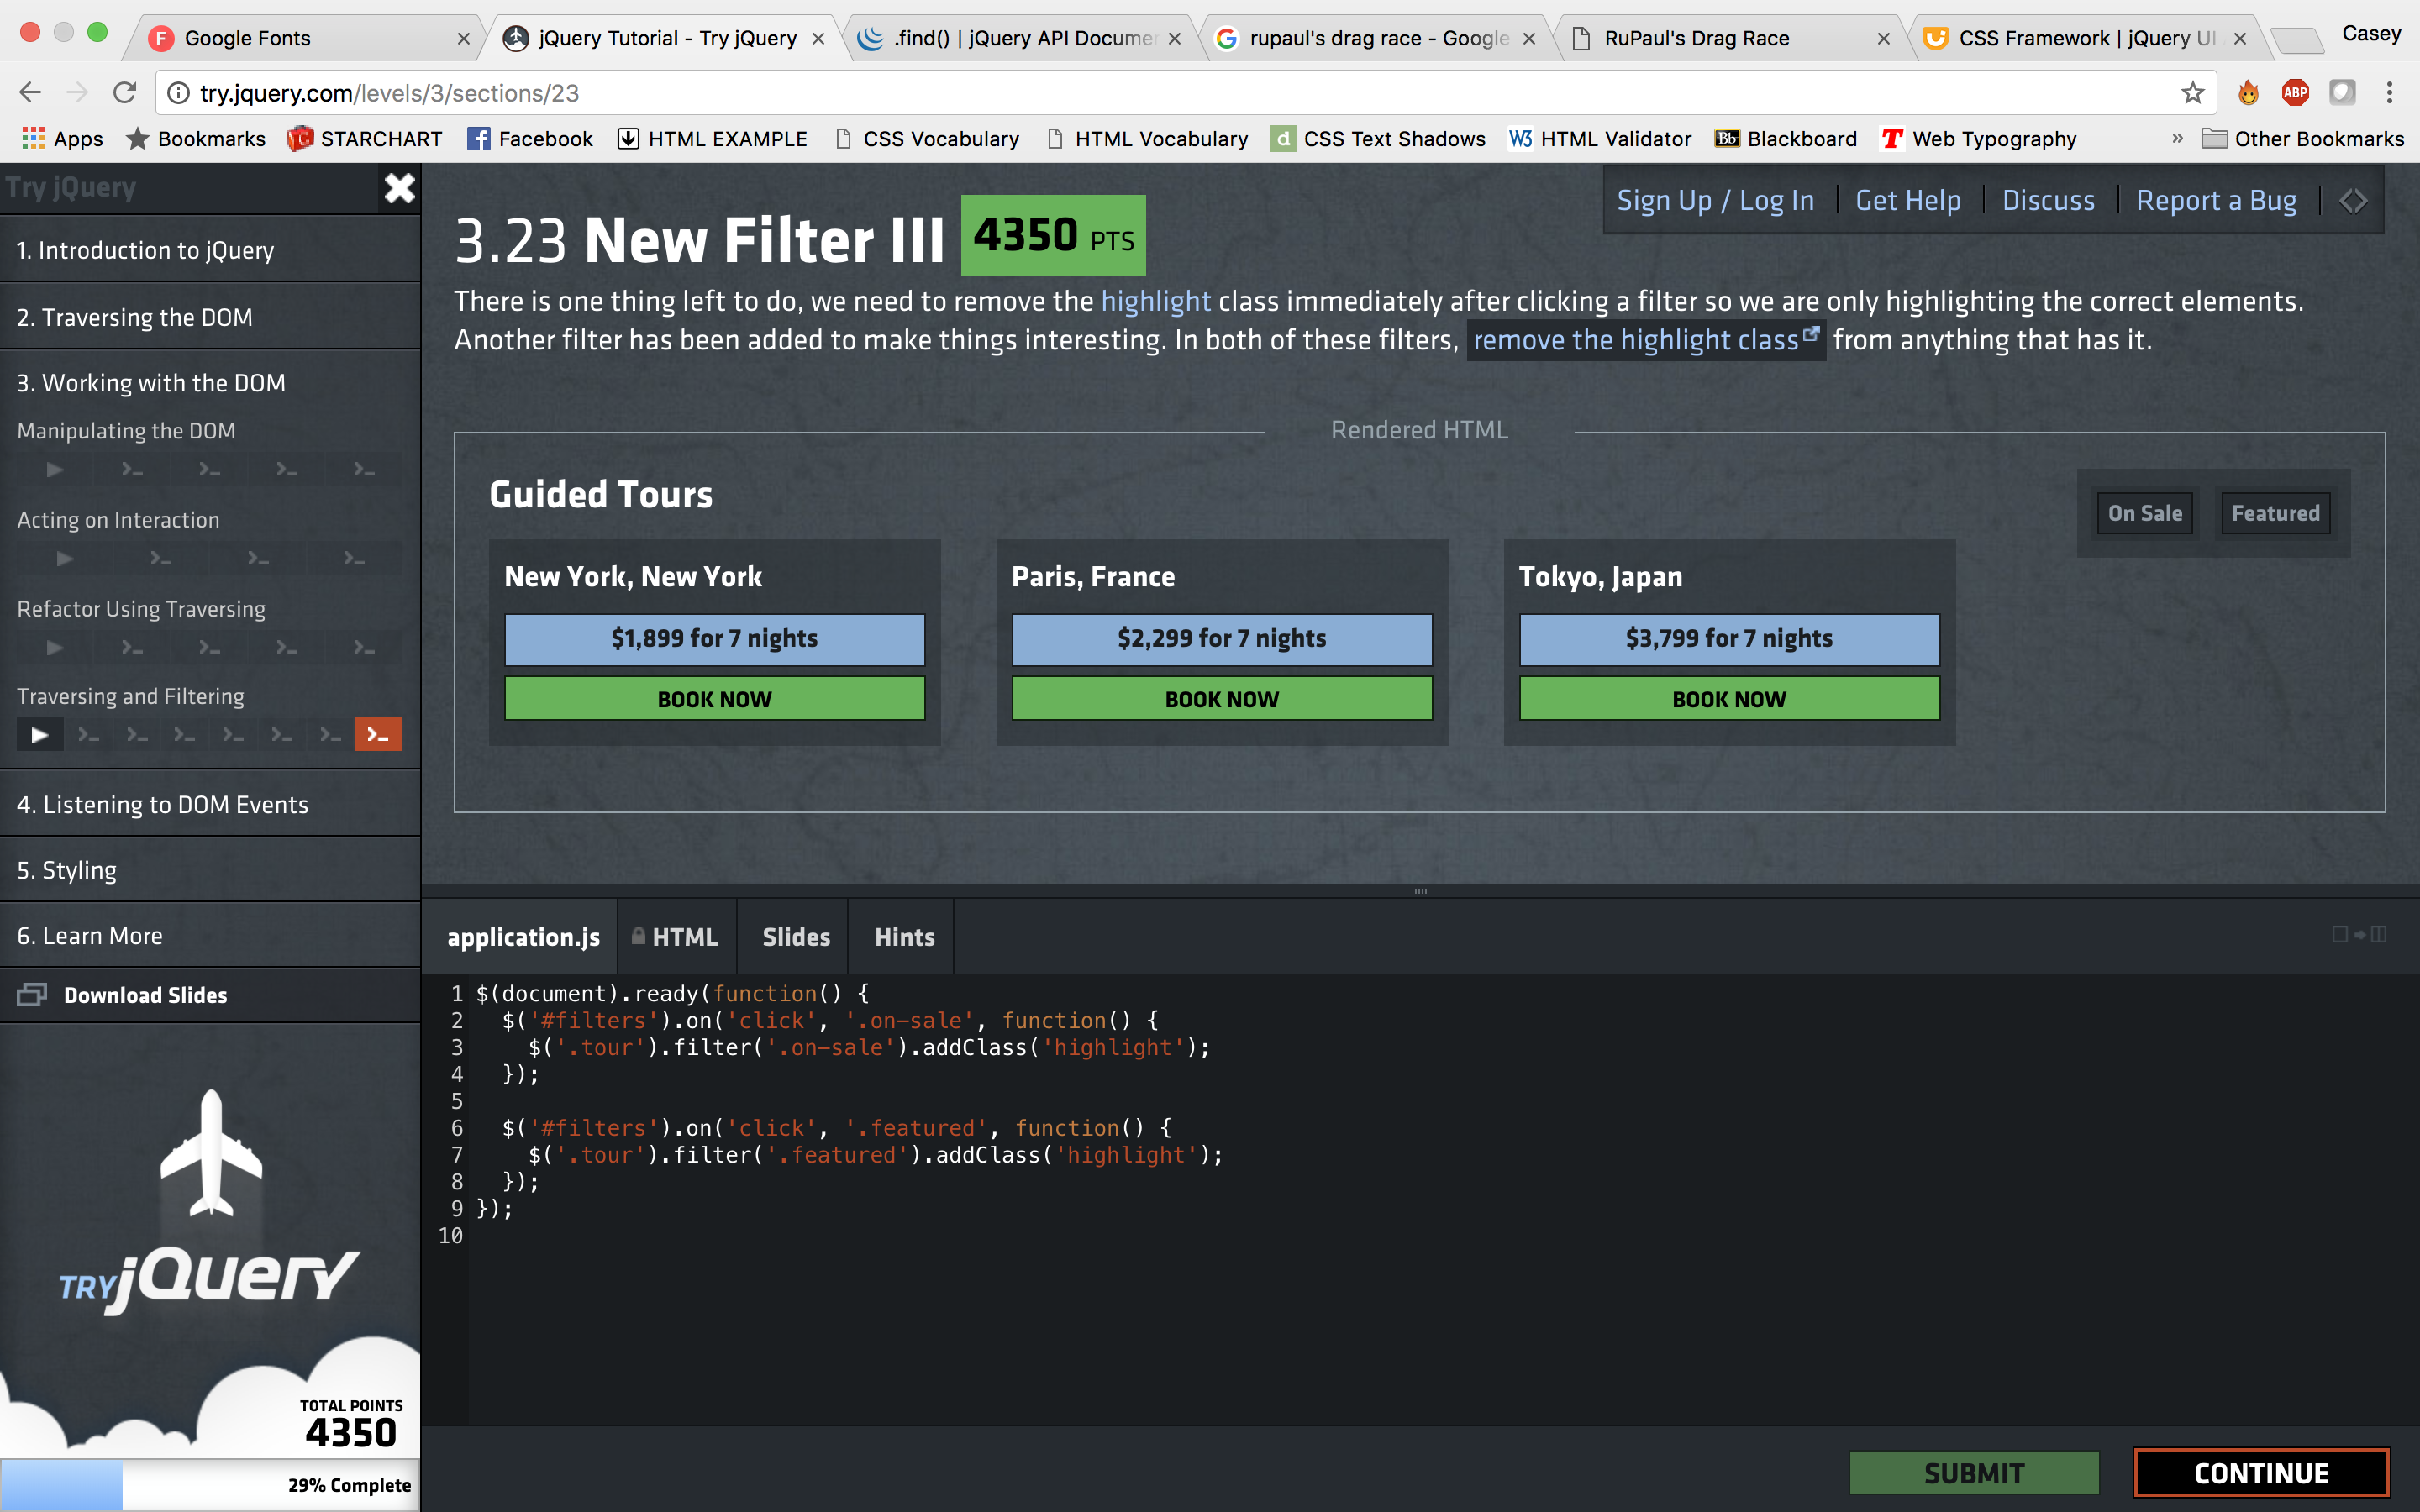 Google Fonts
jQuery Tutorial - Try jQuery
.find() | jQuery API Documen
rupaul's drag race - Google
RuPaul's Drag Race
CSS Framework | jQuery UI
Casey
try.jquery.com/levels/3/sections/23
ABP
Apps
Bookmarks
STARCHART
Facebook
HTML EXAMPLE
CSS Vocabulary
HTML Vocabulary
CSS Text Shadows
HTML Validator
Blackboard
Web Typography
»
Other Bookmarks
Try jQuery
1. Introduction to jQuery
2. Traversing the DOM
3. Working with the DOM
Manipulating the DOM
Acting on Interaction
Refactor Using Traversing
Traversing and Filtering
4. Listening to DOM Events
5. Styling
6. Learn More
Download Slides
TRY jQuery
TOTAL POINTS
4350
29% Complete
Sign Up / Log In
Get Help
Discuss
Report a Bug
3.23 New Filter III 4350 PTS
There is one thing left to do, we need to remove the highlight class immediately after clicking a filter so we are only highlighting the correct elements.
Another filter has been added to make things interesting. In both of these filters, remove the highlight class from anything that has it.
Rendered HTML
Guided Tours
On Sale
Featured
New York, New York
$1,899 for 7 nights
BOOK NOW
Paris, France
$2,299 for 7 nights
BOOK NOW
Tokyo, Japan
$3,799 for 7 nights
BOOK NOW
application.js
HTML
Slides
Hints
1 $(document).ready(function() {
2   $('#filters').on('click', '.on-sale', function() {
3     $('.tour').filter('.on-sale').addClass('highlight');
4   });
5
6   $('#filters').on('click', '.featured', function() {
7     $('.tour').filter('.featured').addClass('highlight');
8   });
9 });
10
SUBMIT
CONTINUE